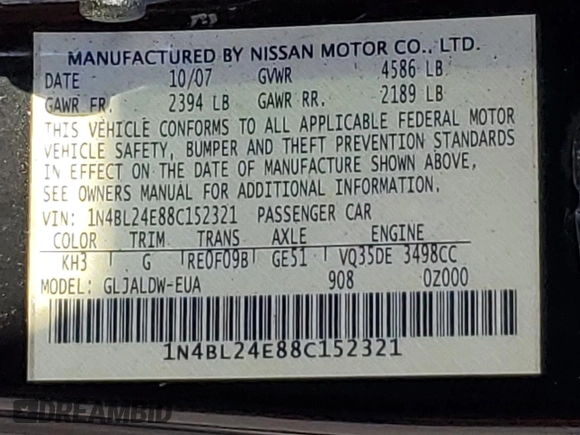 MANUFACTURED BY NISSAN MOTOR CO., LTD.
DATE 10/07 GVWR 4586 LB
GAWR FR. 2394 LB GAWR RR. 2189 LB
THIS VEHICLE CONFORMS TO ALL APPLICABLE FEDERAL MOTOR
VEHICLE SAFETY, BUMPER AND THEFT PREVENTION STANDARDS
IN EFFECT ON THE DATE OF MANUFACTURE SHOWN ABOVE,
SEE OWNERS MANUAL FOR ADDITIONAL INFORMATION.
VIN: 1N4BL24E88C152321 PASSENGER CAR
COLOR TRIM TRANS AXLE ENGINE
KH3 G RE0F09B GE51 VQ35DE 3498CC
MODEL: GLJALDW-EUA 908 0Z000
1N4BL24E88C152321
DREAMBID